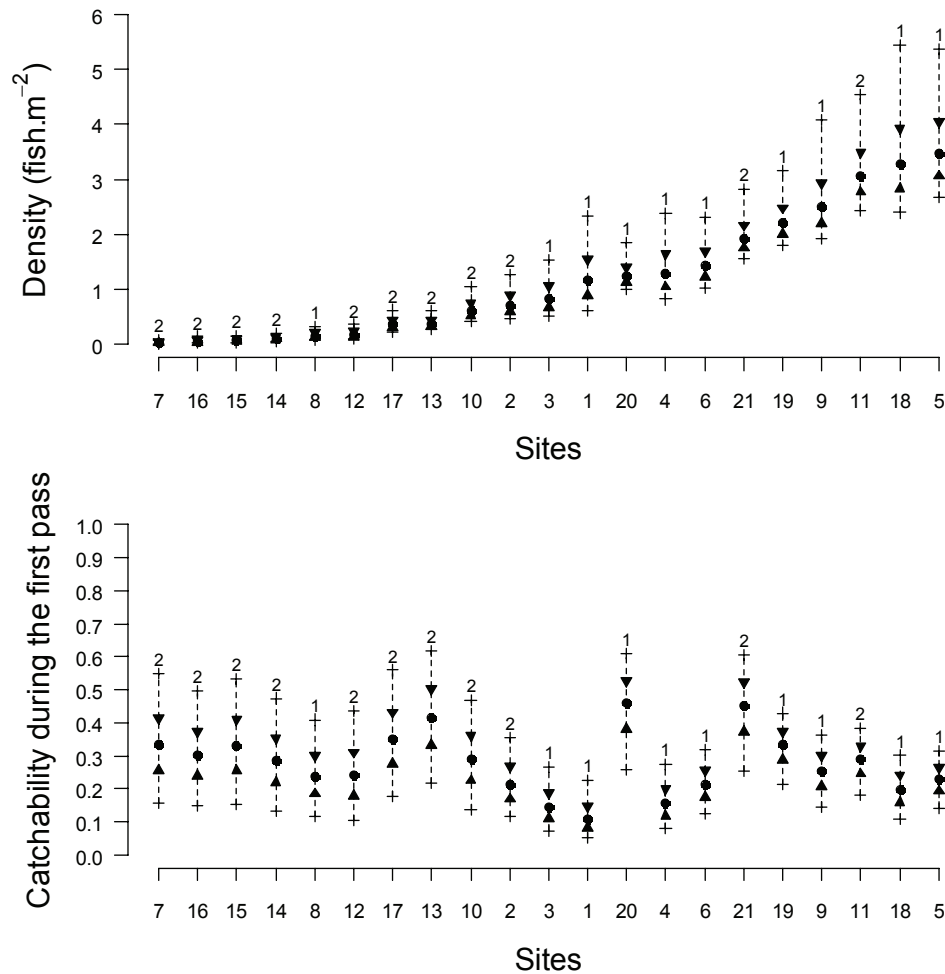 Density (fish.m−2)
6
5
4
3
2
1
0
2 2 2 2 1 2 2 2 2 2 1 1 1 1 1 2 1 1 2 1 1
7 16 15 14 8 12 17 13 10 2 3 1 20 4 6 21 19 9 11 18 5
Sites
Catchability during the first pass
1.0
0.9
0.8
0.7
0.6
0.5
0.4
0.3
0.2
0.1
0.0
2 2 2 2 1 2 2 2 2 2 1 1 1 1 1 2 1 1 2 1 1
7 16 15 14 8 12 17 13 10 2 3 1 20 4 6 21 19 9 11 18 5
Sites